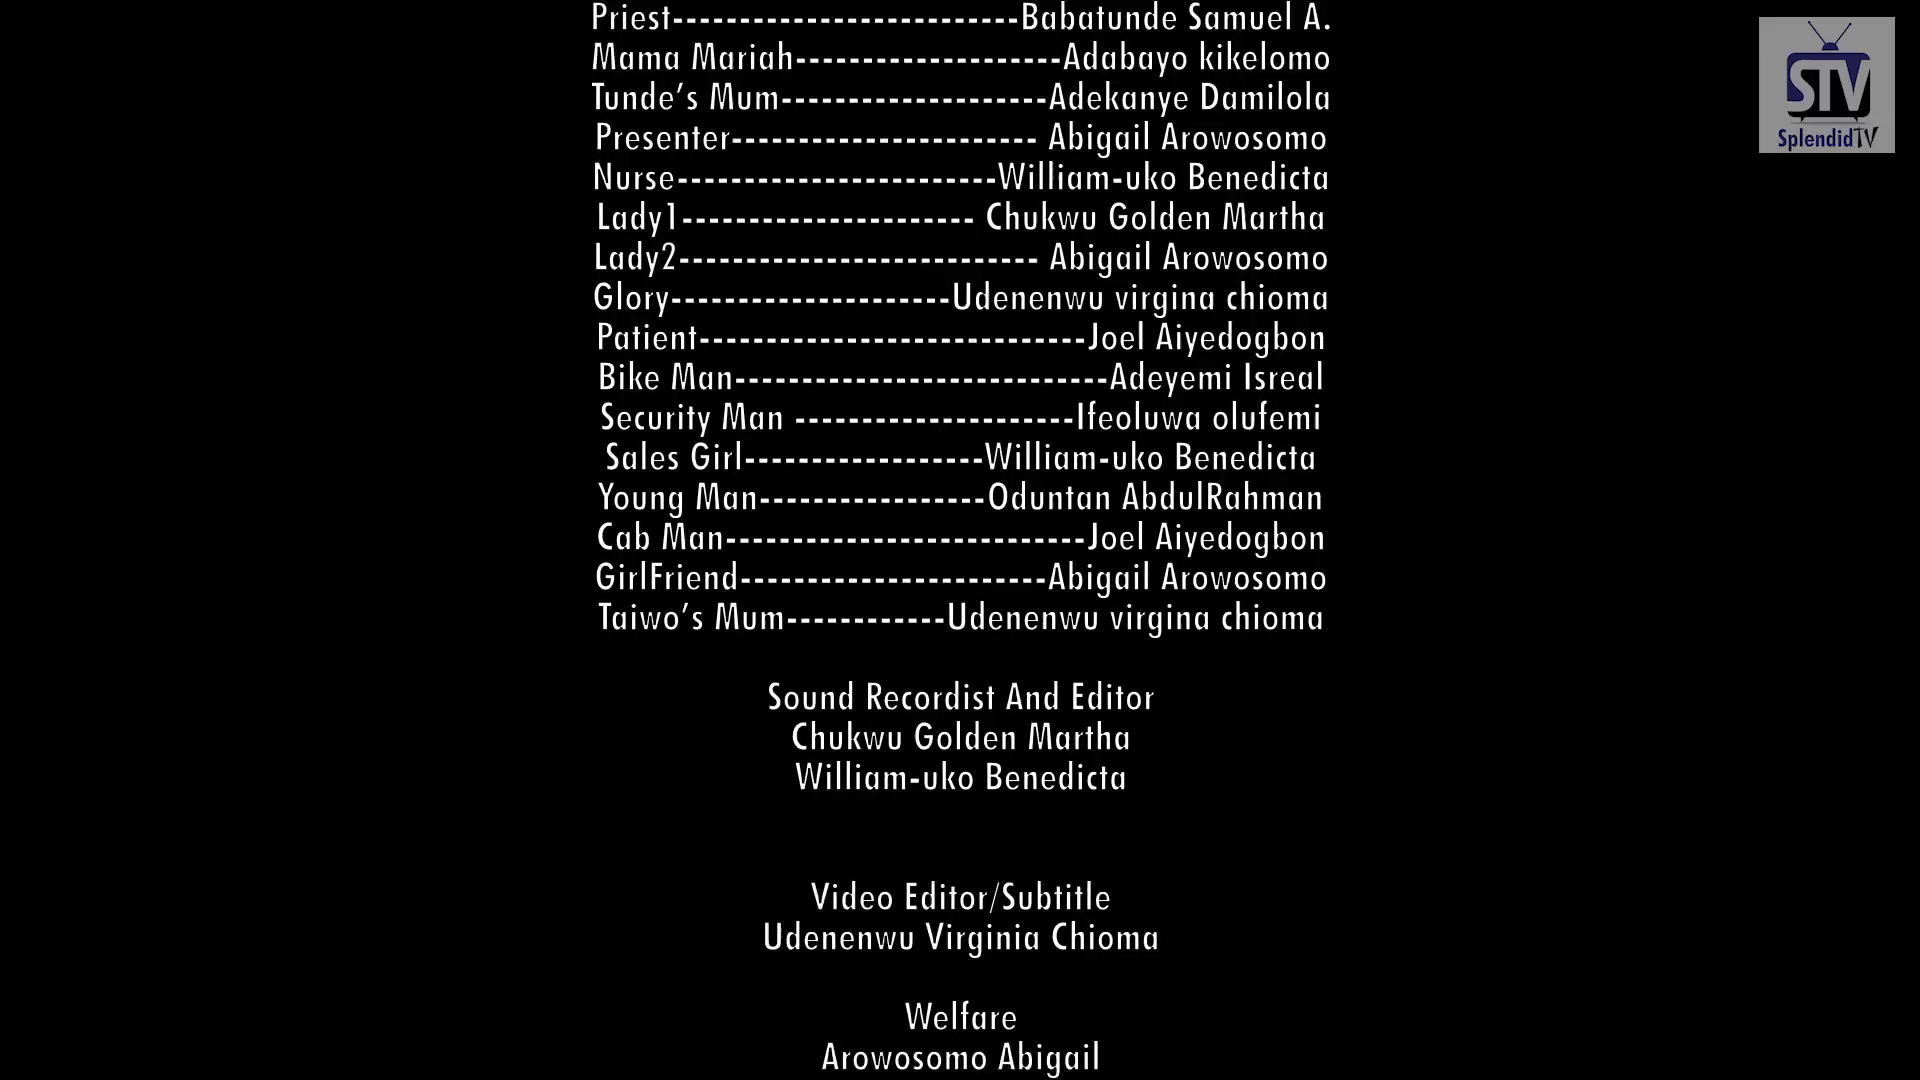 Priest--------------------------Babatunde Samuel A.
Mama Mariah--------------------Adabayo kikelomo
Tunde's Mum--------------------Adekanye Damilola
Presenter----------------------- Abigail Arowosomo
Nurse------------------------William-uko Benedicta
Lady1---------------------- Chukwu Golden Martha
Lady2--------------------------- Abigail Arowosomo
Glory---------------------Udenenwu virgina chioma
Patient-----------------------------Joel Aiyedogbon
Bike Man----------------------------Adeyemi Isreal
Security Man ---------------------Ifeoluwa olufemi
Sales Girl------------------William-uko Benedicta
Young Man-----------------Oduntan AbdulRahman
Cab Man---------------------------Joel Aiyedogbon
GirlFriend-----------------------Abigail Arowosomo
Taiwo's Mum------------Udenenwu virgina chioma
Sound Recordist And Editor
Chukwu Golden Martha
William-uko Benedicta
Video Editor/Subtitle
Udenenwu Virginia Chioma
Welfare
Arowosomo Abigail
STV
SplendidTV